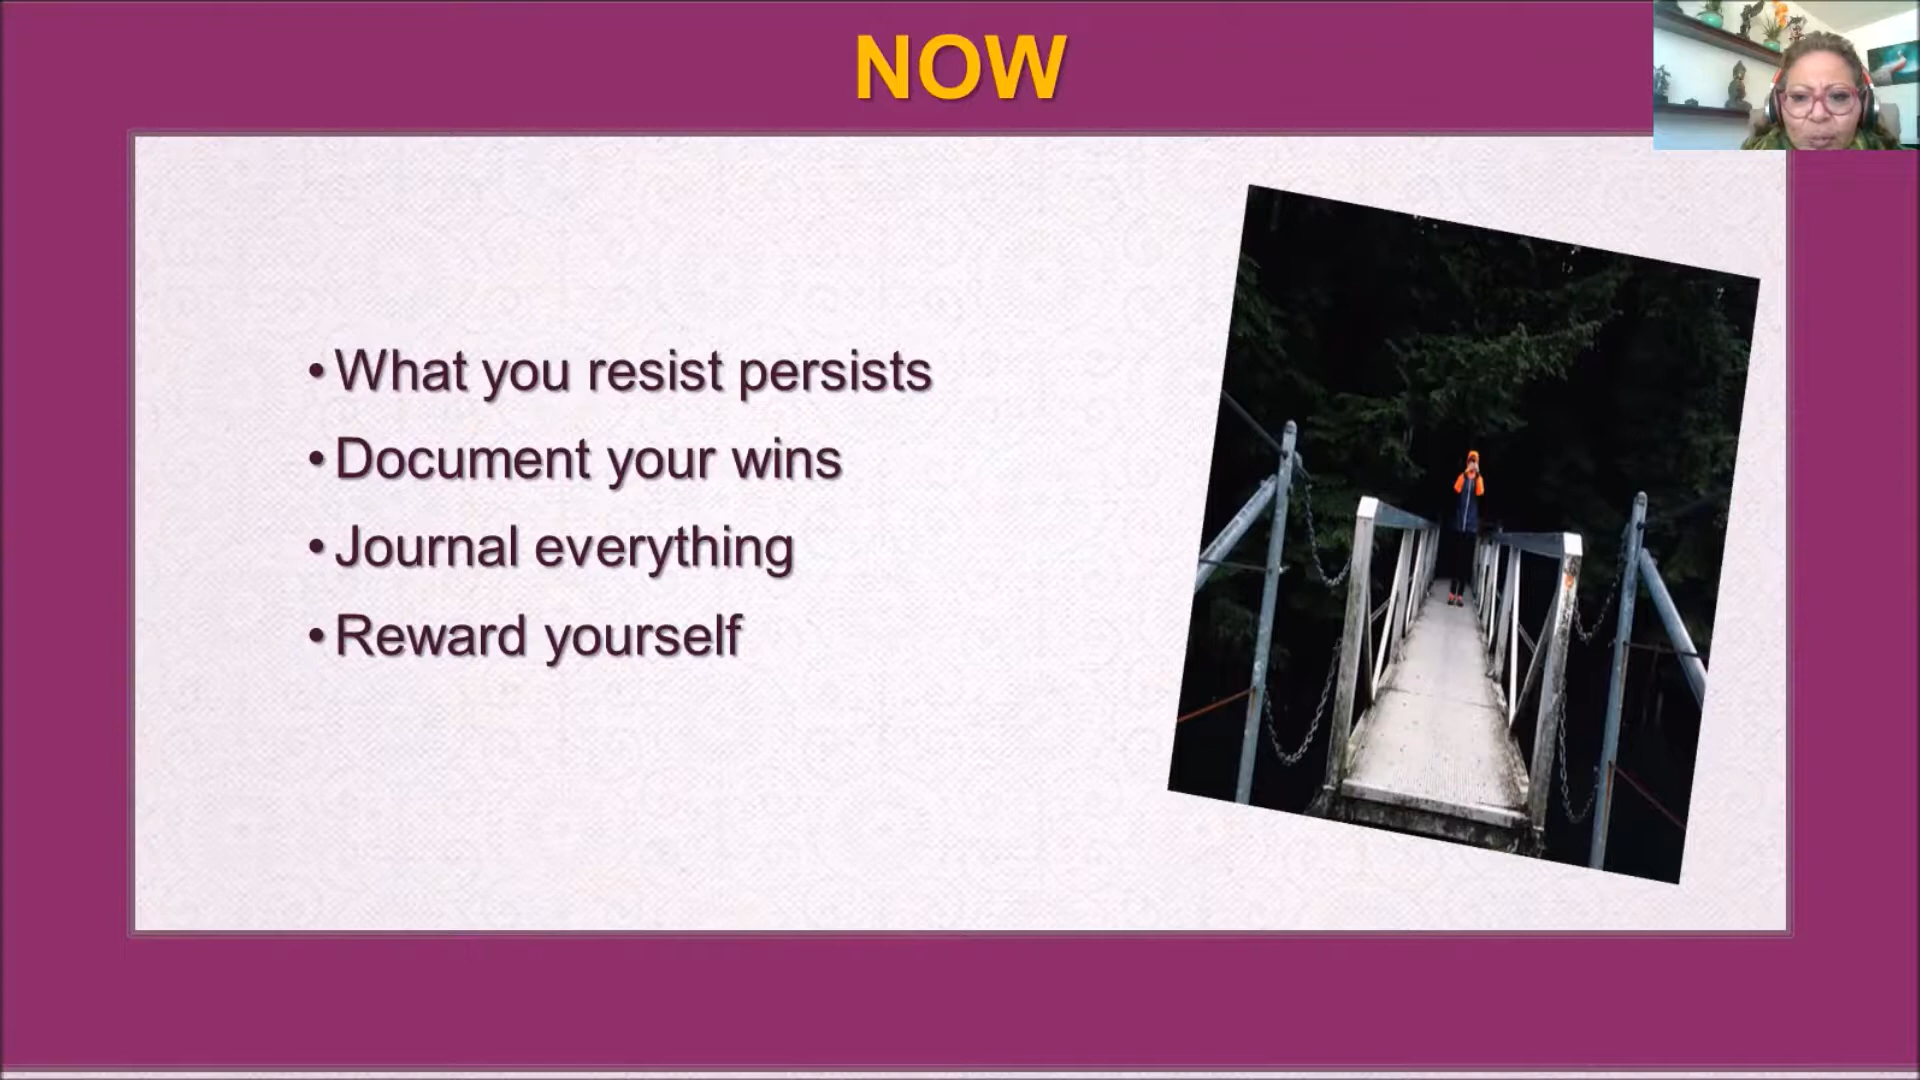 NOW
• What you resist persists
• Document your wins
• Journal everything
• Reward yourself